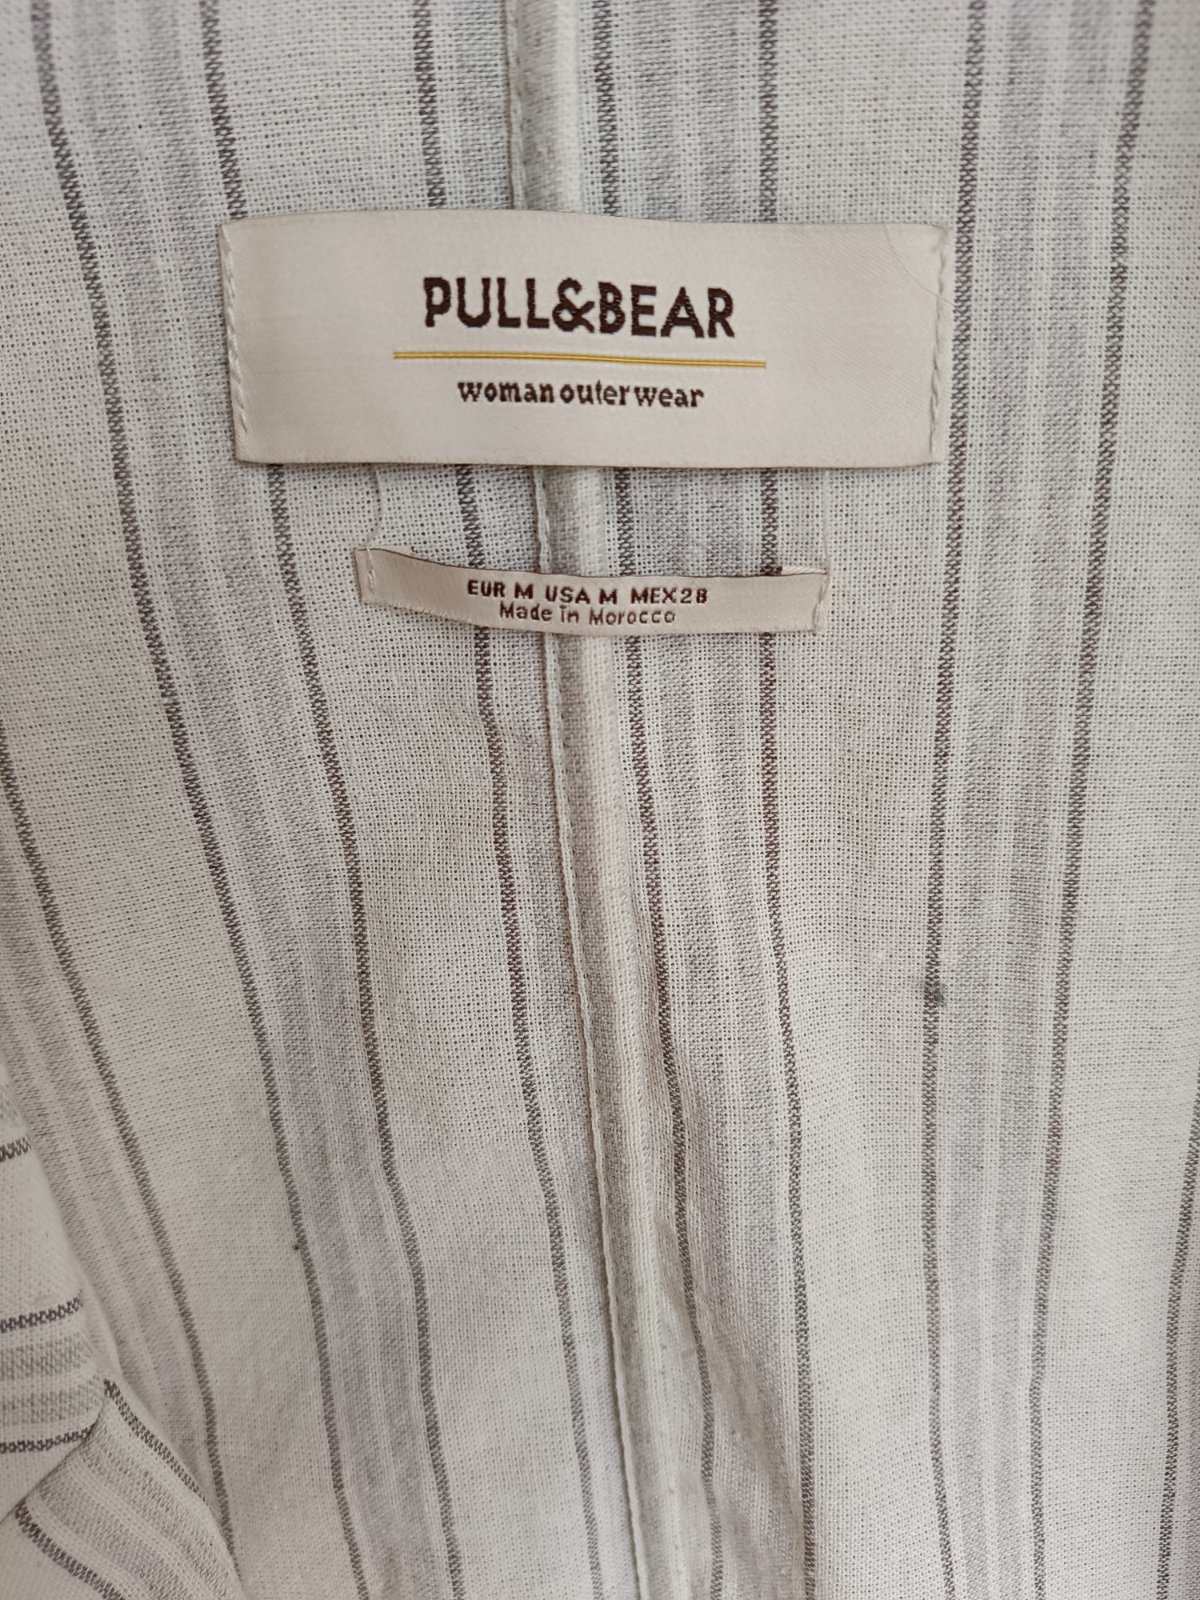 PULL&BEAR
woman outerwear
EUR M USA M MEX28
Made In Morocco